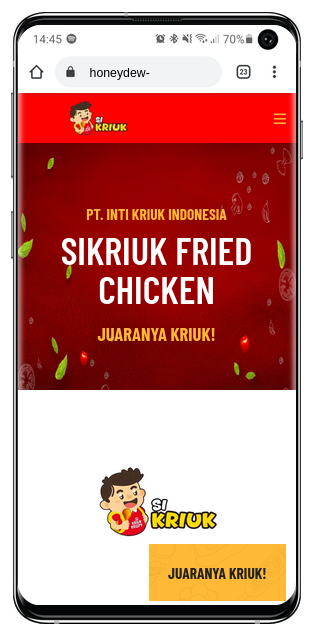 14:45
70%
honeydew-
23
SI
KRIUK
PT. INTI KRIUK INDONESIA
SIKRIUK FRIED
CHICKEN
JUARANYA KRIUK!
SI
KRIUK
JUARANYA KRIUK!